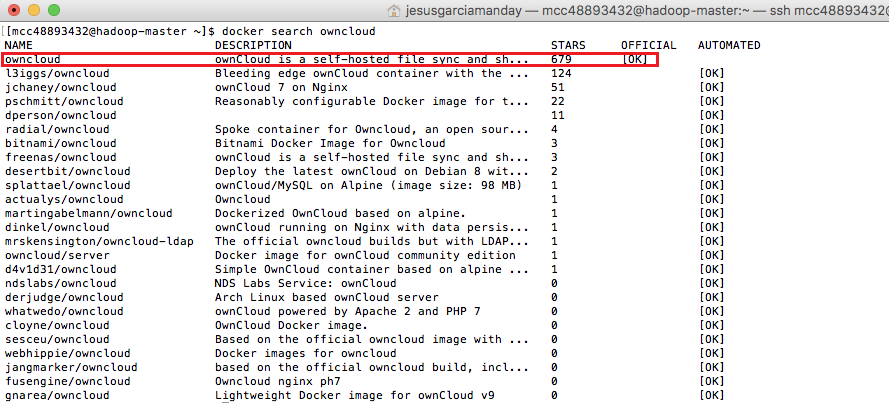 jesusgarciamanday — mcc48893432@hadoop-master:~ — ssh mcc48893432@...
[[mcc48893432@hadoop-master ~]$ docker search owncloud
NAME DESCRIPTION STARS OFFICIAL AUTOMATED
owncloud ownCloud is a self-hosted file sync and sh... 679 [OK]
l3iggs/owncloud Bleeding edge ownCloud container with the ... 124 [OK]
jchaney/owncloud ownCloud 7 on Nginx 51 [OK]
pschmitt/owncloud Reasonably configurable Docker image for t... 22 [OK]
dperson/owncloud 11 [OK]
radial/owncloud Spoke container for Owncloud, an open sour... 4 [OK]
bitnami/owncloud Bitnami Docker Image for Owncloud 3 [OK]
freenas/owncloud ownCloud is a self-hosted file sync and sh... 3 [OK]
desertbit/owncloud Deploy the latest ownCloud on Debian 8 wit... 2 [OK]
splattael/owncloud ownCloud/MySQL on Alpine (image size: 98 MB) 1 [OK]
actualys/owncloud Owncloud 1 [OK]
martingabelmann/owncloud Dockerized OwnCloud based on alpine. 1 [OK]
dinkel/owncloud ownCloud running on Nginx with data persis... 1 [OK]
mrskensington/owncloud-ldap The official owncloud builds but with LDAP... 1 [OK]
owncloud/server Docker image for ownCloud community edition 1 [OK]
d4v1d31/owncloud Simple OwnCloud container based on alpine ... 1 [OK]
ndslabs/owncloud NDS Labs Service: ownCloud 0 [OK]
derjudge/owncloud Arch Linux based ownCloud server 0 [OK]
whatwedo/owncloud ownCloud powered by Apache 2 and PHP 7 0 [OK]
cloyne/owncloud OwnCloud Docker image. 0 [OK]
sesceu/owncloud Based on the official owncloud image with ... 0 [OK]
webhippie/owncloud Docker images for owncloud 0 [OK]
jangmarker/owncloud based on the official owncloud build, incl... 0 [OK]
fusengine/owncloud Owncloud nginx ph7 0 [OK]
gnarea/owncloud Lightweight Docker image for ownCloud v9 0 [OK]